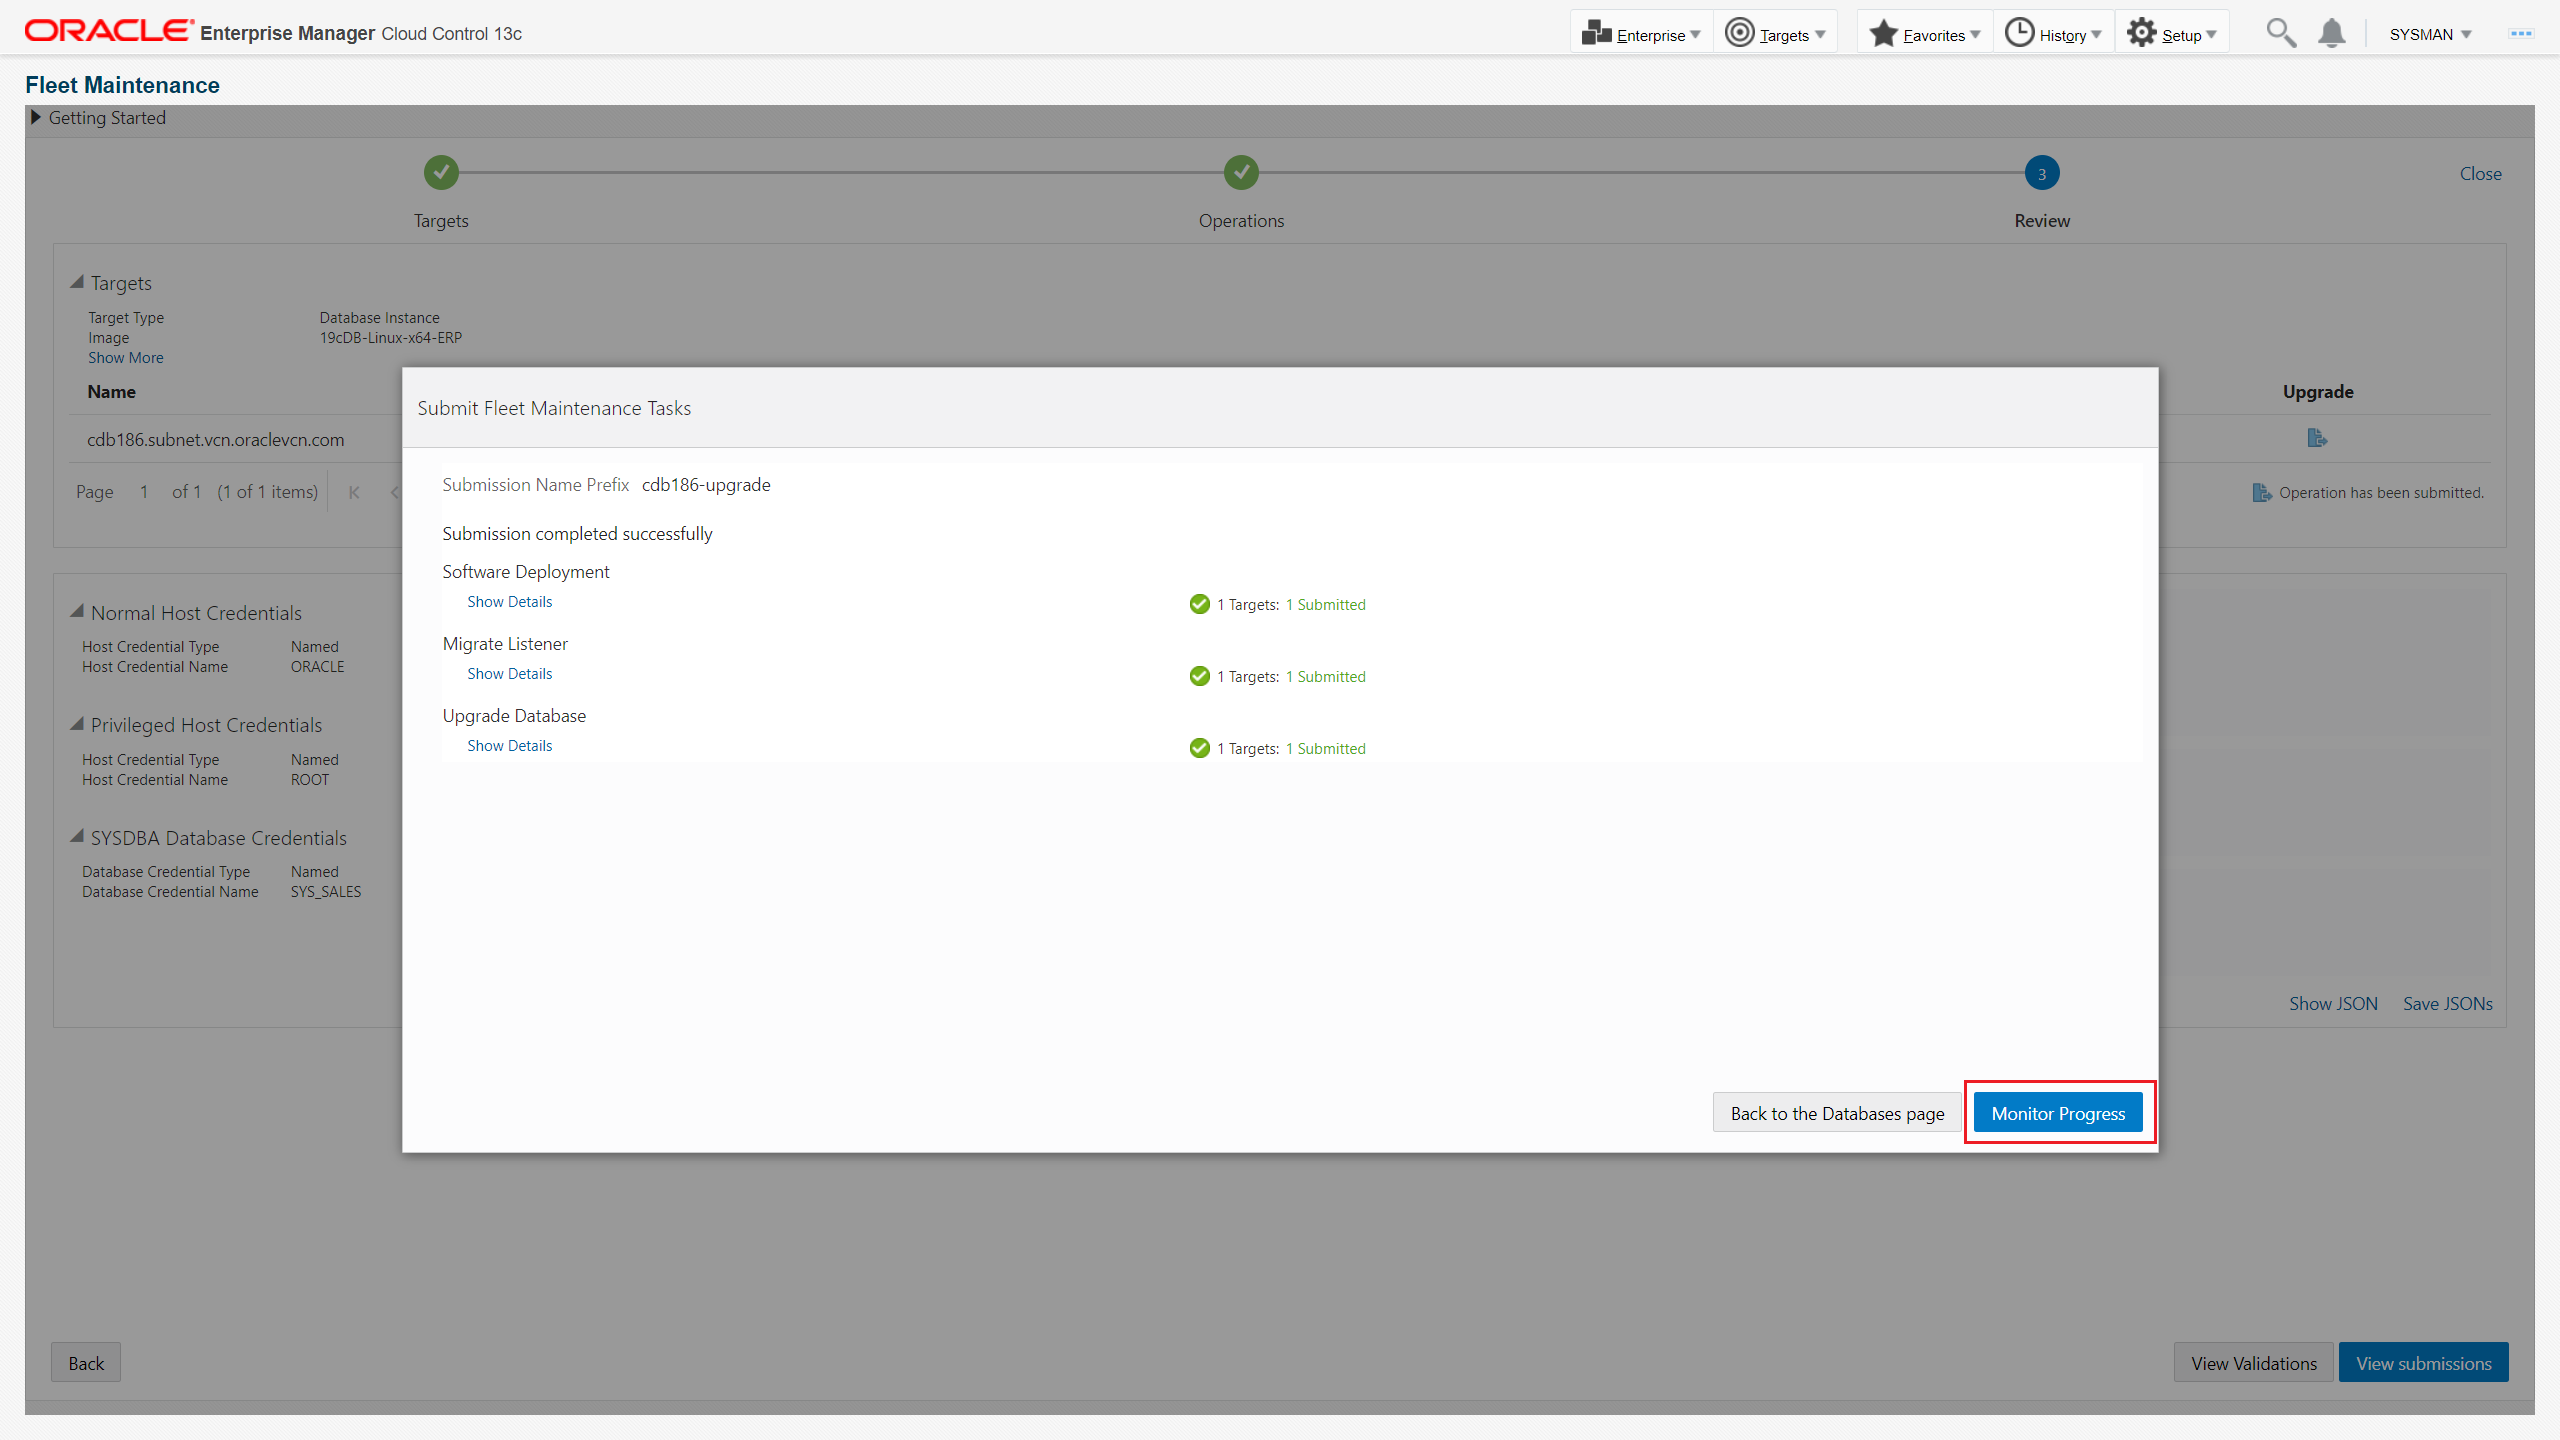 ORACLE Enterprise Manager Cloud Control 13c
Enterprise Targets Favorites History Setup SYSMAN
Fleet Maintenance
Getting Started
3 Close
Targets Operations Review
Targets
Target Type Database Instance
Image 19cDB-Linux-x64-ERP
Show More
Name Upgrade
cdb186.subnet.vcn.oraclevcn.com
Page 1 of 1 (1 of 1 items) Operation has been submitted.
Submit Fleet Maintenance Tasks
Submission Name Prefix cdb186-upgrade
Submission completed successfully
Software Deployment
Show Details 1 Targets: 1 Submitted
Migrate Listener
Show Details 1 Targets: 1 Submitted
Upgrade Database
Show Details 1 Targets: 1 Submitted
Back to the Databases page Monitor Progress
Normal Host Credentials
Host Credential Type Named
Host Credential Name ORACLE
Privileged Host Credentials
Host Credential Type Named
Host Credential Name ROOT
SYSDBA Database Credentials
Database Credential Type Named
Database Credential Name SYS_SALES
Show JSON Save JSONs
Back View Validations View submissions